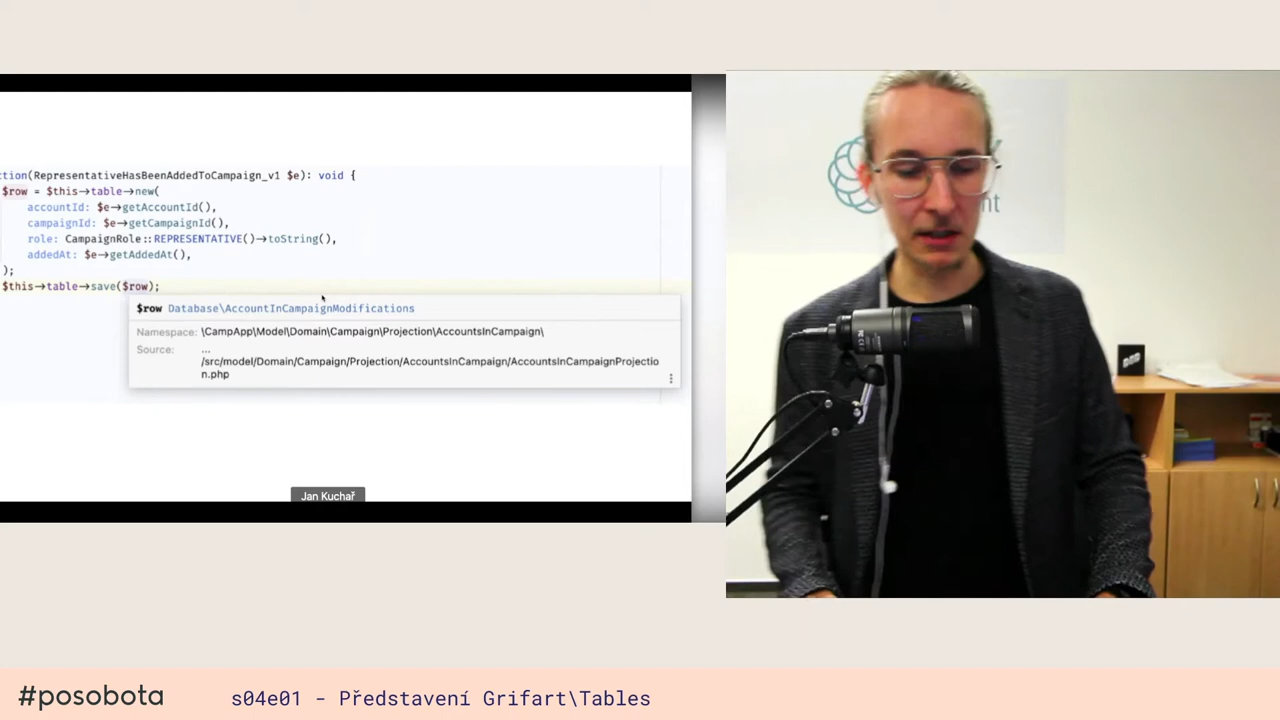 ction(RepresentativeHasBeenAddedToCampaign_v1 $e): void {
$row = $this→table→new(
accountId: $e→getAccountId(),
campaignId: $e→getCampaignId(),
role: CampaignRole::REPRESENTATIVE()→toString(),
addedAt: $e→getAddedAt(),
);
$this→table→save($row);
$row Database\AccountInCampaignModifications
Namespace: \CampApp\Model\Domain\Campaign\Projection\AccountsInCampaign\
Source: ...
/src/model/Domain/Campaign/Projection/AccountsInCampaign/AccountsInCampaignProjectio
n.php
Jan Kuchař
#posobota
s04e01 - Představení Grifart\Tables